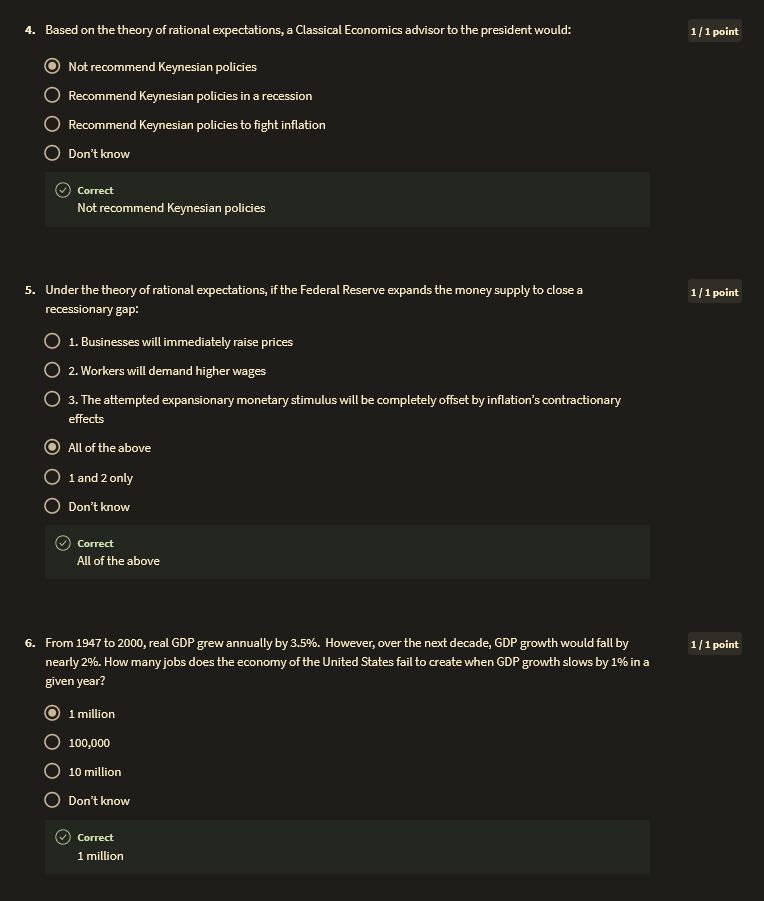 4. Based on the theory of rational expectations, a Classical Economics advisor to the president would:
1 / 1 point
Not recommend Keynesian policies
Recommend Keynesian policies in a recession
Recommend Keynesian policies to fight inflation
Don't know
Correct
Not recommend Keynesian policies
5. Under the theory of rational expectations, if the Federal Reserve expands the money supply to close a
recessionary gap:
1 / 1 point
1. Businesses will immediately raise prices
2. Workers will demand higher wages
3. The attempted expansionary monetary stimulus will be completely offset by inflation's contractionary
effects
All of the above
1 and 2 only
Don't know
Correct
All of the above
6. From 1947 to 2000, real GDP grew annually by 3.5%. However, over the next decade, GDP growth would fall by
nearly 2%. How many jobs does the economy of the United States fail to create when GDP growth slows by 1% in a
given year?
1 / 1 point
1 million
100,000
10 million
Don't know
Correct
1 million